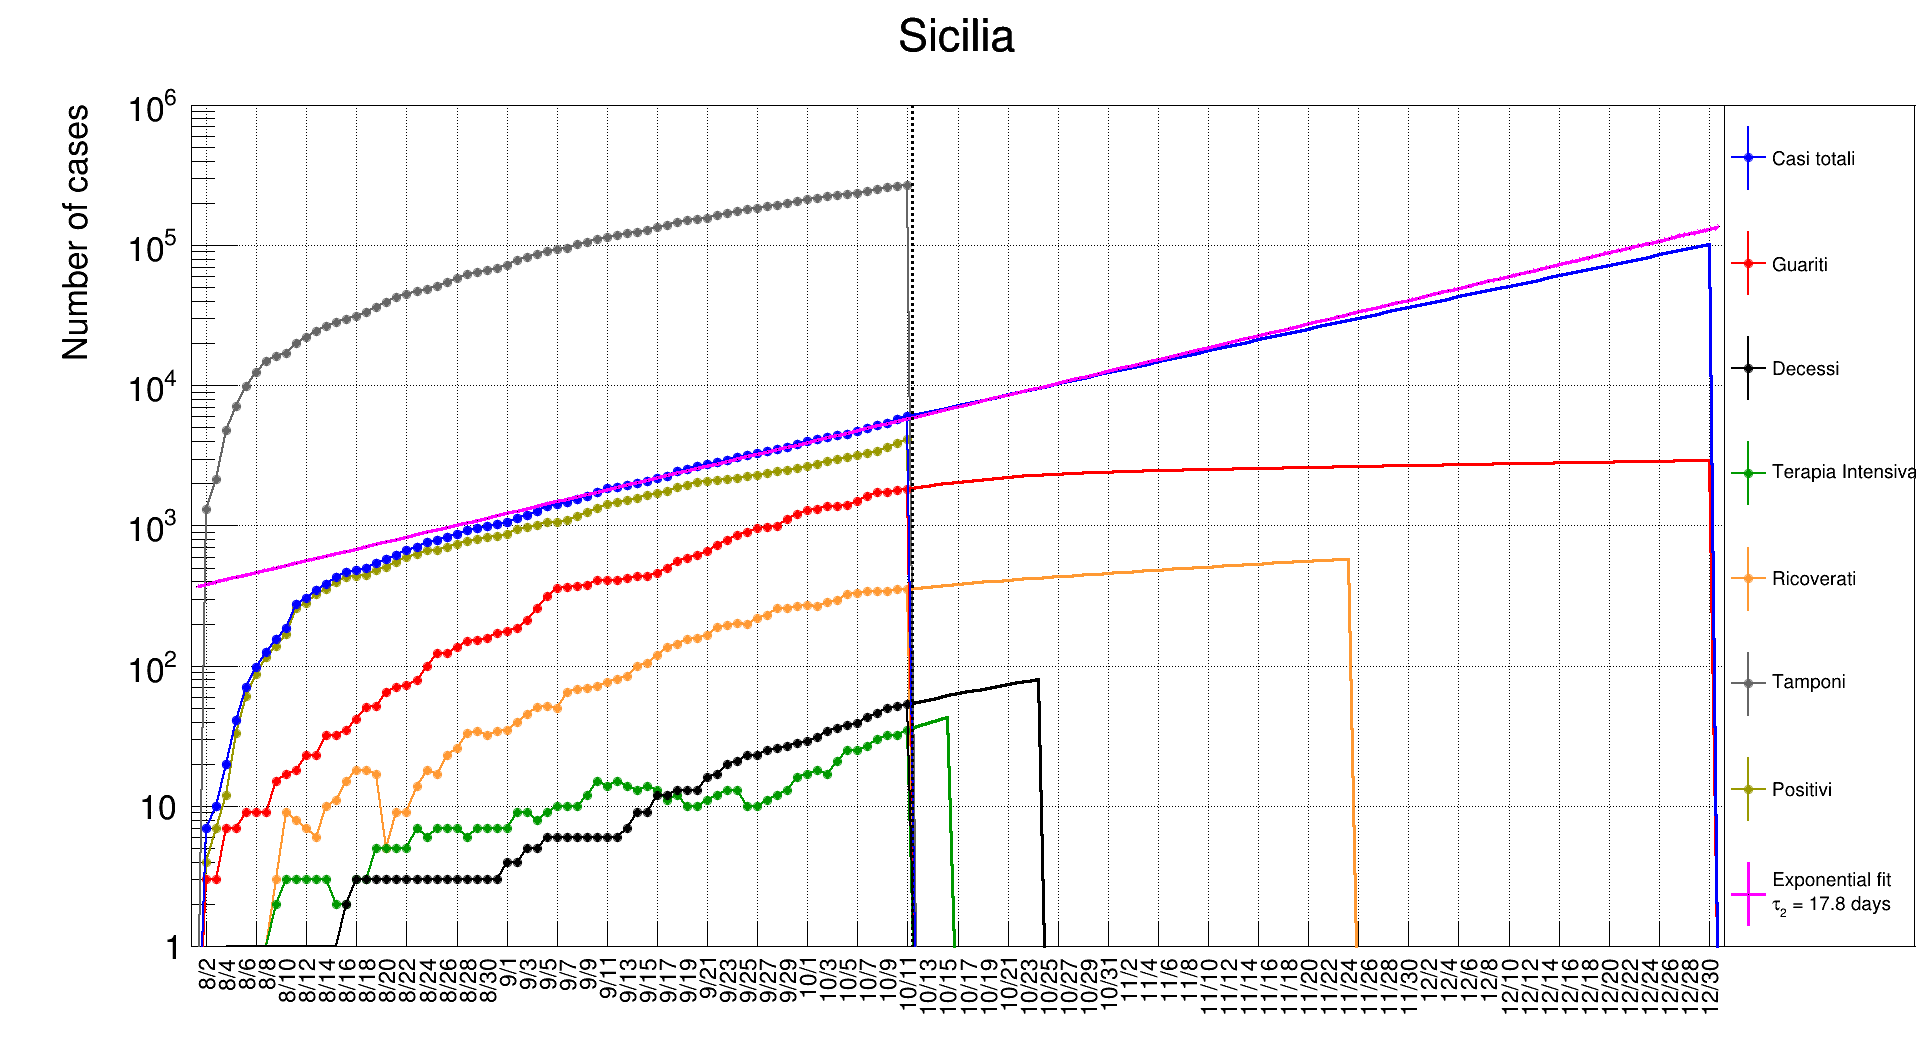 Sicilia
Number of cases
10^6
10^5
10^4
10^3
10^2
10
1
8/2 8/4 8/6 8/8 8/10 8/12 8/14 8/16 8/18 8/20 8/22 8/24 8/26 8/28 8/30 9/1 9/3 9/5 9/7 9/9 9/11 9/13 9/15 9/17 9/19 9/21 9/23 9/25 9/27 9/29 10/1 10/3 10/5 10/7 10/9 10/11 10/13 10/15 10/17 10/19 10/21 10/23 10/25 10/27 10/29 10/31 11/2 11/4 11/6 11/8 11/10 11/12 11/14 11/16 11/18 11/20 11/22 11/24 11/26 11/28 11/30 12/2 12/4 12/6 12/8 12/10 12/12 12/14 12/16 12/18 12/20 12/22 12/24 12/26 12/28 12/30
Casi totali
Guariti
Decessi
Terapia Intensiva
Ricoverati
Tamponi
Positivi
Exponential fit
τ₂ = 17.8 days